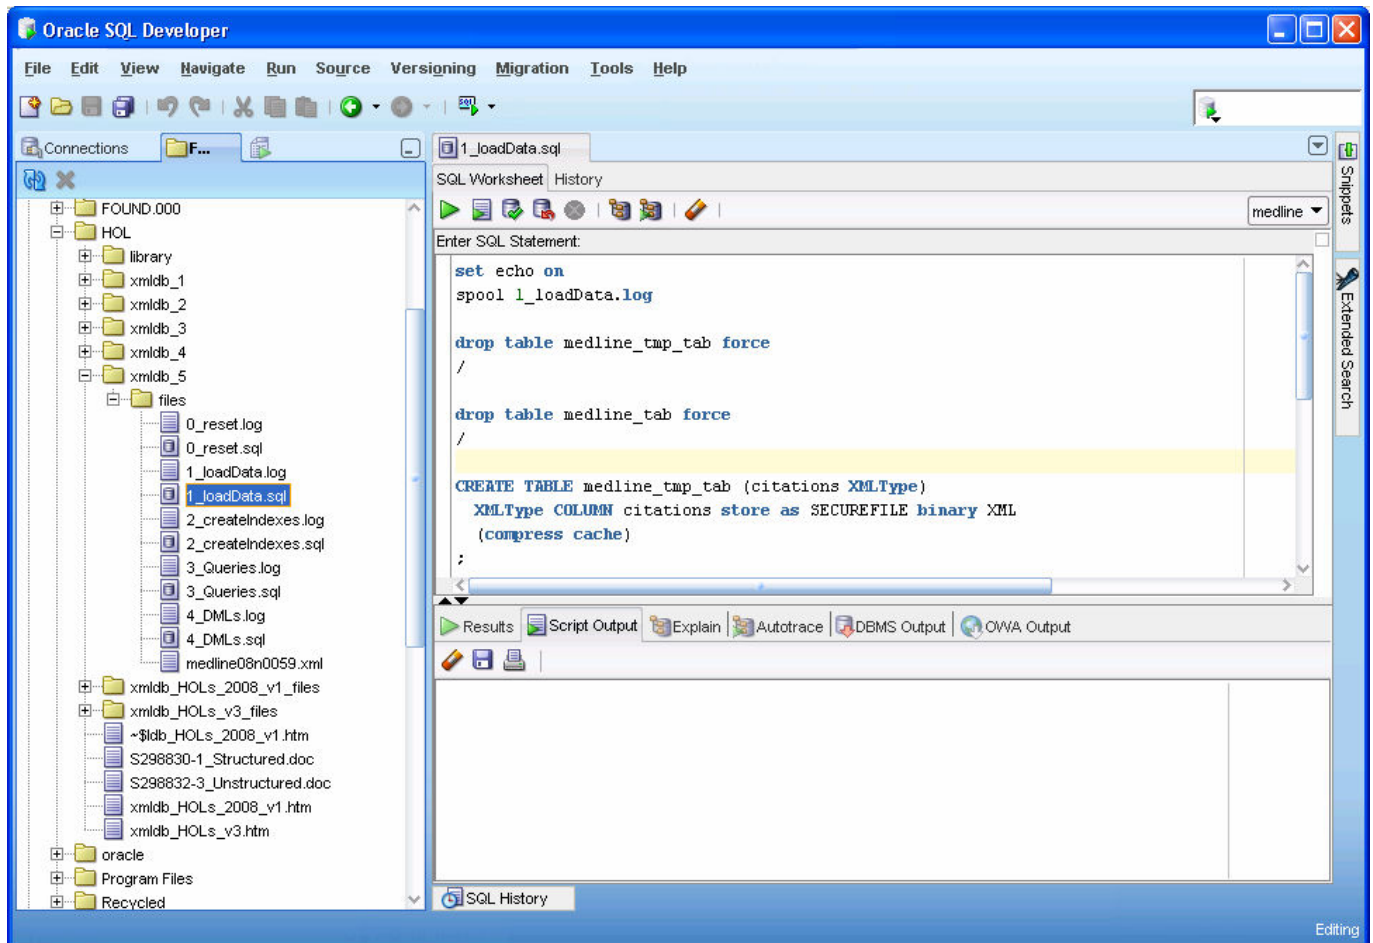 Oracle SQL Developer
File Edit View Navigate Run Source Versioning Migration Tools Help
Connections F...
FOUND.000
HOL
library
xmldb_1
xmldb_2
xmldb_3
xmldb_4
xmldb_5
files
0_reset.log
0_reset.sql
1_loadData.log
1_loadData.sql
2_createIndexes.log
2_createIndexes.sql
3_Queries.log
3_Queries.sql
4_DMLs.log
4_DMLs.sql
medline08n0059.xml
xmldb_HOLs_2008_v1_files
xmldb_HOLs_v3_files
~$ldb_HOLs_2008_v1.htm
S298830-1_Structured.doc
S298832-3_Unstructured.doc
xmldb_HOLs_2008_v1.htm
xmldb_HOLs_v3.htm
oracle
Program Files
Recycled
1_loadData.sql
SQL Worksheet History
medline
Enter SQL Statement:
set echo on
spool 1_loadData.log
drop table medline_tmp_tab force
/
drop table medline_tab force
/
CREATE TABLE medline_tmp_tab (citations XMLType)
XMLType COLUMN citations store as SECUREFILE binary XML
(compress cache)
;
Results Script Output Explain Autotrace DBMS Output OWA Output
SQL History
Snippets
Extended Search
Editing